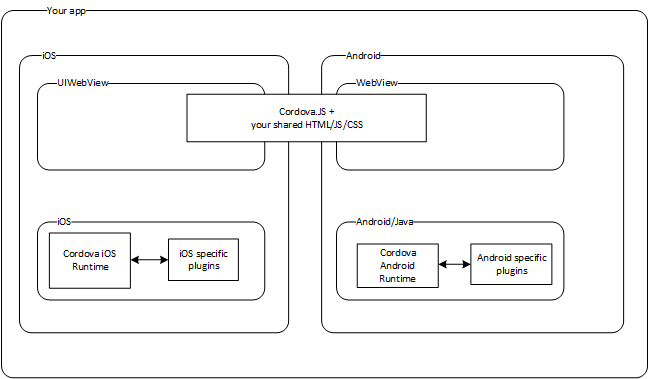 Your app
iOS
Android
UIWebView
WebView
Cordova.JS +
your shared HTML/JS/CSS
iOS
Android/Java
Cordova iOS
Runtime
iOS specific
plugins
Cordova
Android
Runtime
Android specific
plugins